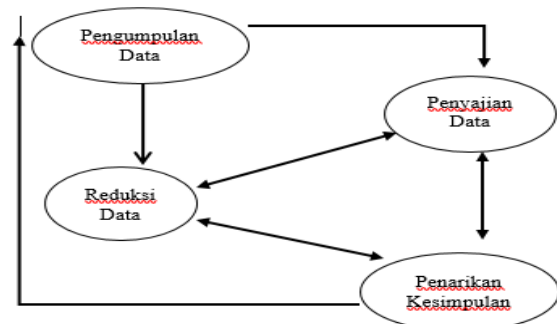 Pengumpulan
Data
Penyajian
Data
Reduksi
Data
Penarikan
Kesimpulan